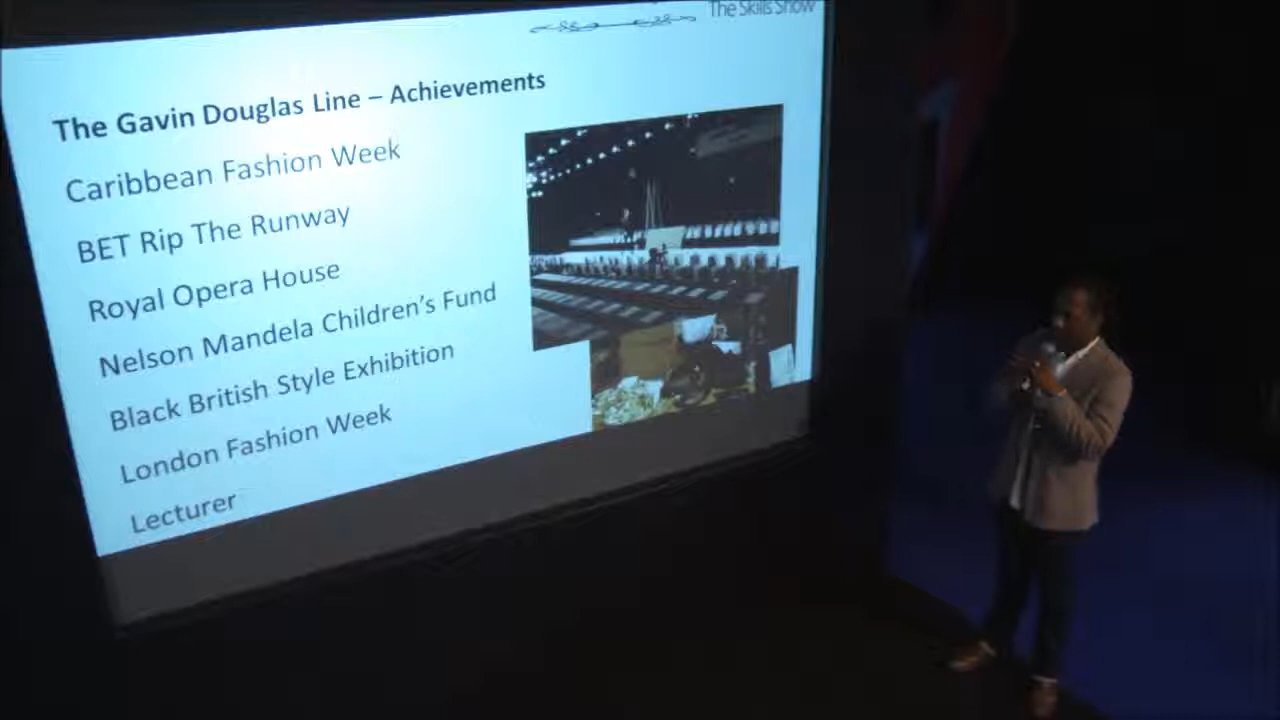 The Skills Show
The Gavin Douglas Line – Achievements
Caribbean Fashion Week
BET Rip The Runway
Royal Opera House
Nelson Mandela Children's Fund
Black British Style Exhibition
London Fashion Week
Lecturer